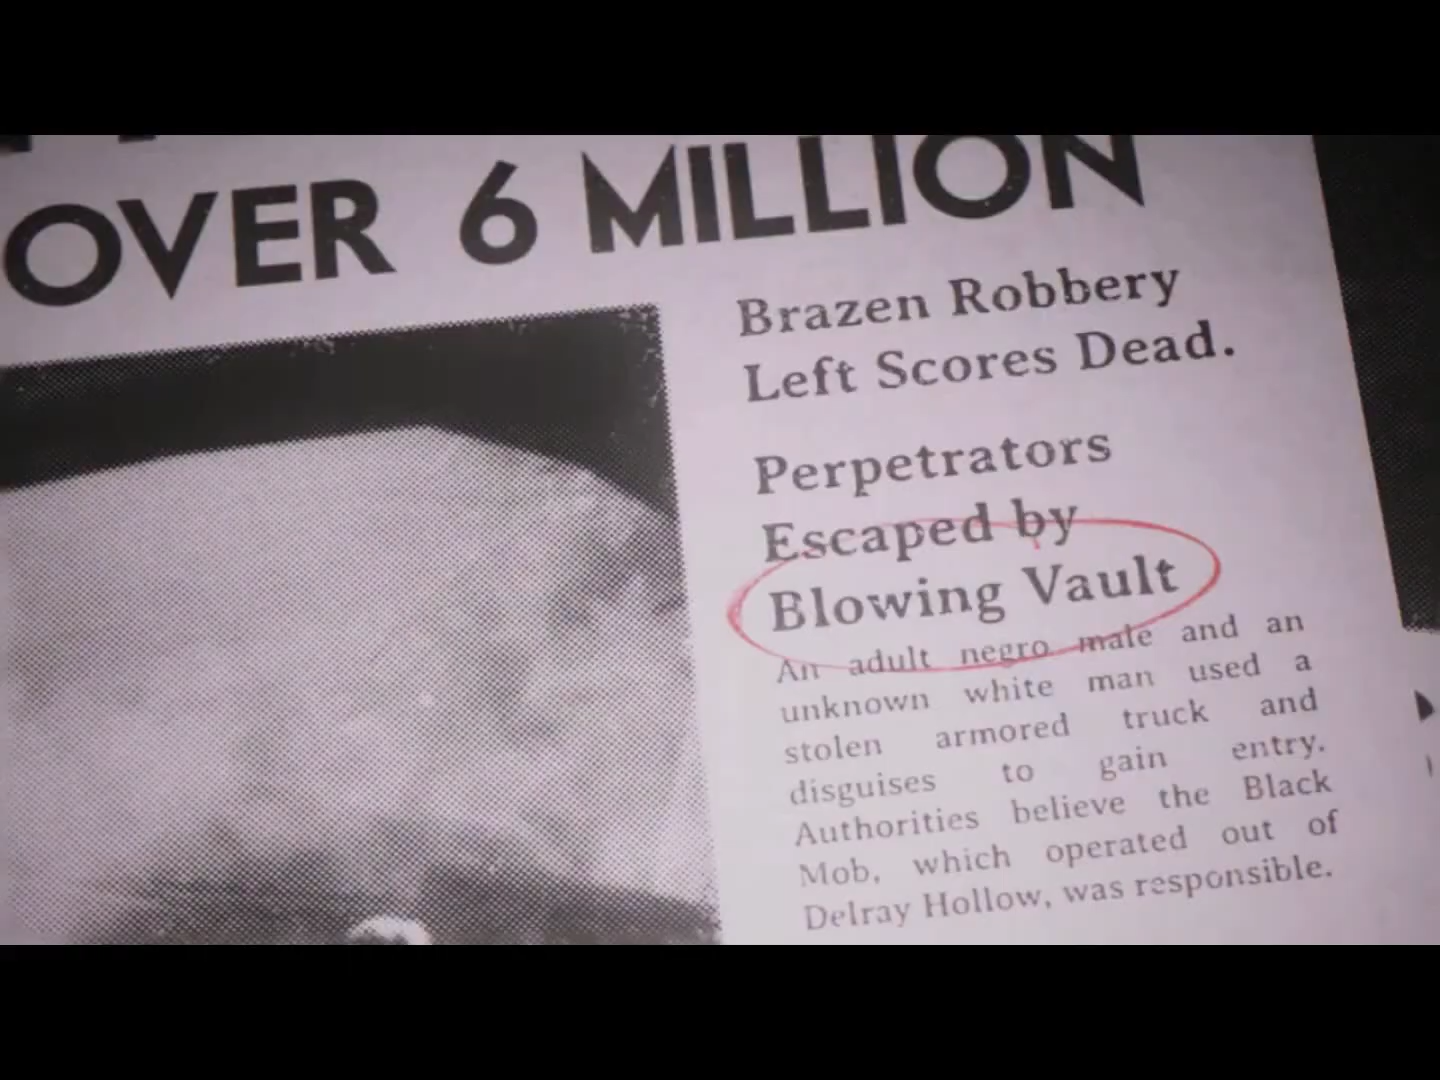 OVER 6 MILLION
Brazen Robbery
Left Scores Dead.
Perpetrators
Escaped by
Blowing Vault
An adult negro male and an
unknown white man used a
stolen armored truck and
disguises to gain entry.
Authorities believe the Black
Mob, which operated out of
Delray Hollow, was responsible.